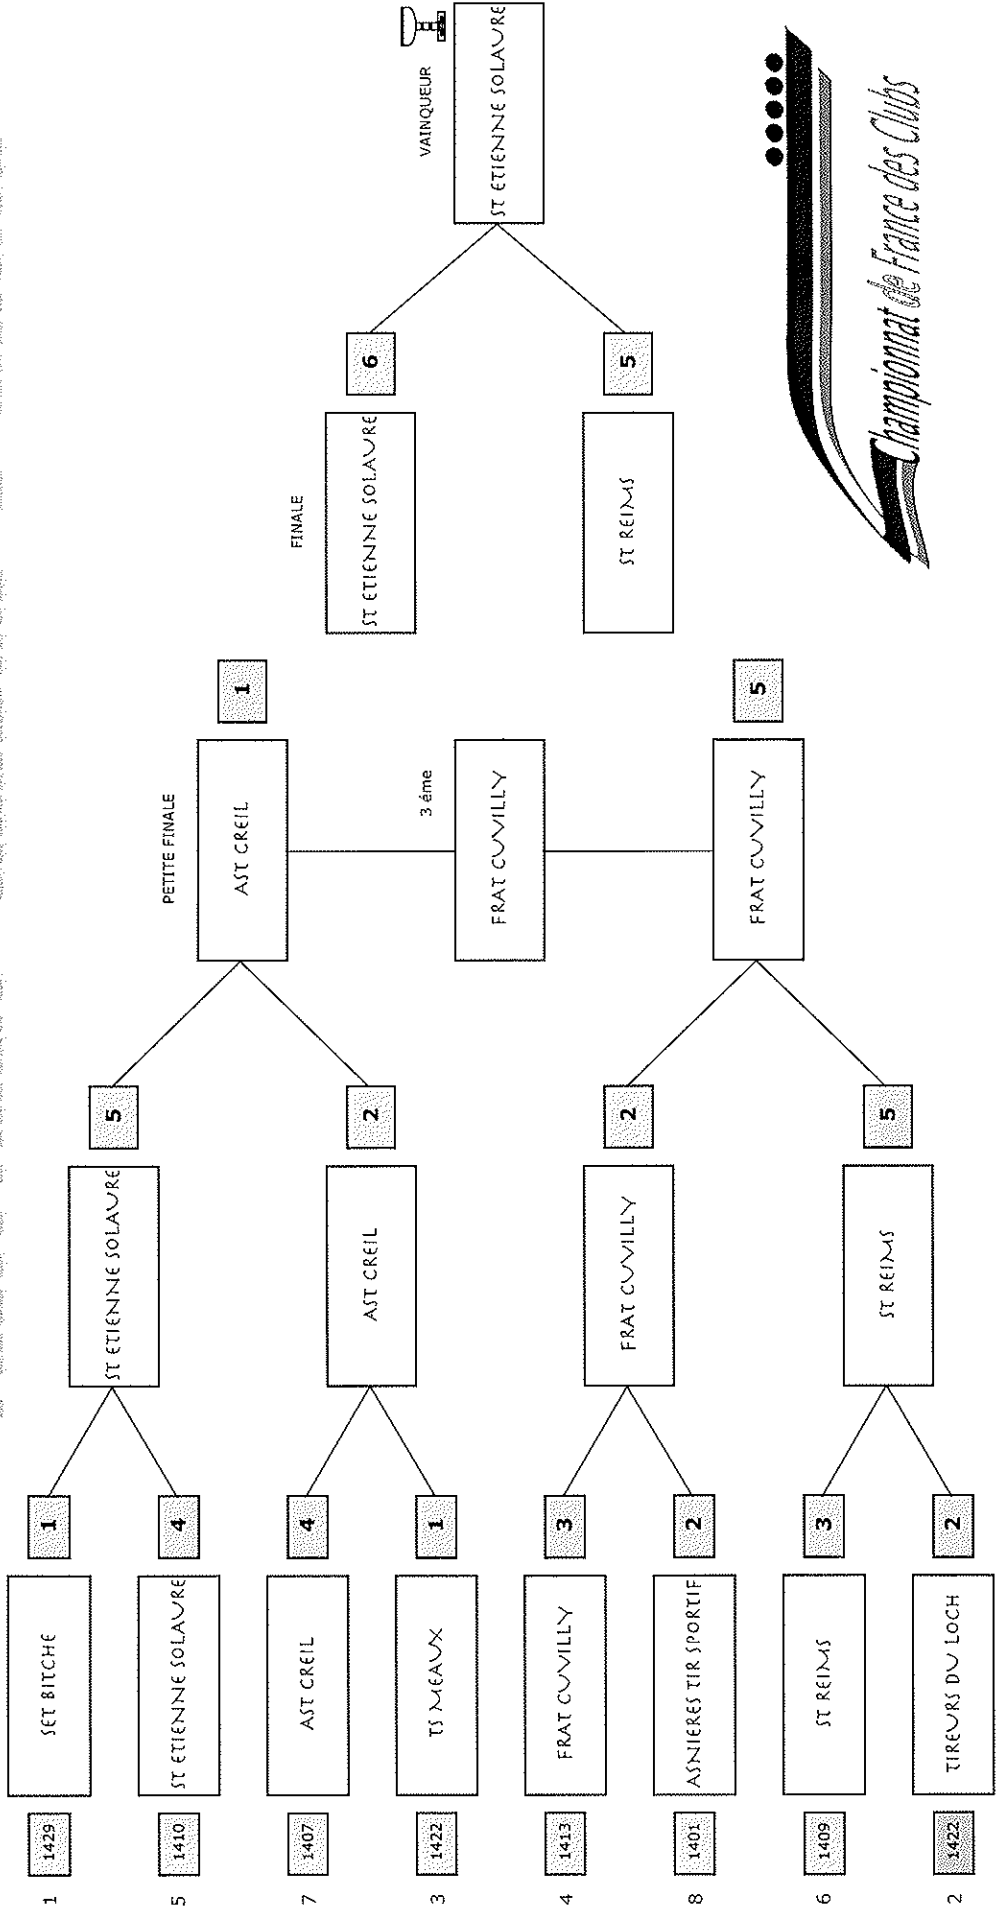 1 1429 SET BITCHE 1
5 1410 ST ETIENNE SOLAURE 4
7 1407 AST CREIL 4
3 1422 TS MEAUX 1
4 1413 FRAT CUVILLY 3
8 1401 ASNIERES TIR SPORTIF 2
6 1409 ST REIMS 3
2 1422 TIREURS DU LOCH 2
ST ETIENNE SOLAURE 5
AST CREIL 2
FRAT CUVILLY 2
ST REIMS 5
PETITE FINALE
AST CREIL 1
3 éme
FRAT CUVILLY
FRAT CUVILLY 5
FINALE
ST ETIENNE SOLAURE 6
ST REIMS 5
VAINQUEUR
ST ETIENNE SOLAURE
Championnat de France des Clubs